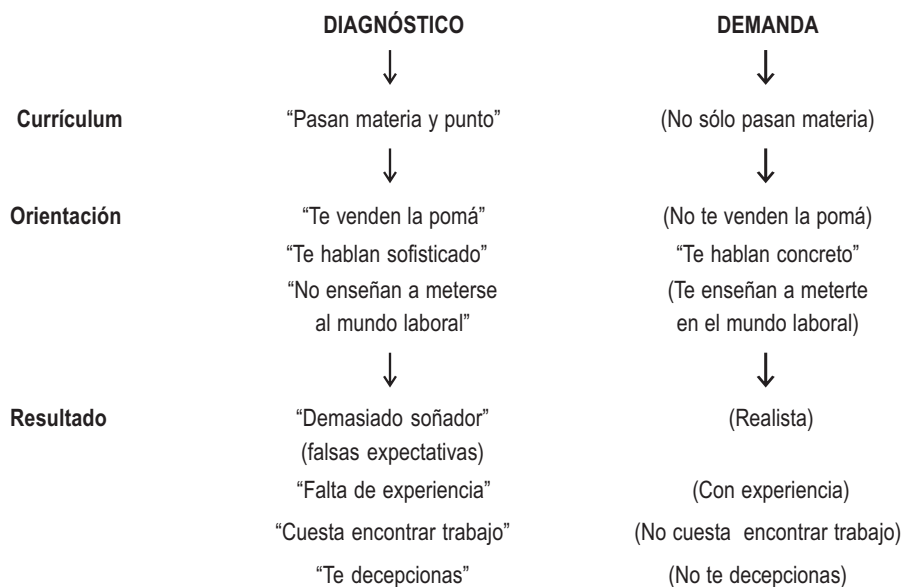 DIAGNÓSTICO DEMANDA
Currículum “Pasan materia y punto” (No sólo pasan materia)
Orientación “Te venden la pomá” (No te venden la pomá)
“Te hablan sofisticado” “Te hablan concreto”
“No enseñan a meterse (Te enseñan a meterte
al mundo laboral” en el mundo laboral)
Resultado “Demasiado soñador” (Realista)
(falsas expectativas)
“Falta de experiencia” (Con experiencia)
“Cuesta encontrar trabajo” (No cuesta encontrar trabajo)
“Te decepcionas” (No te decepcionas)